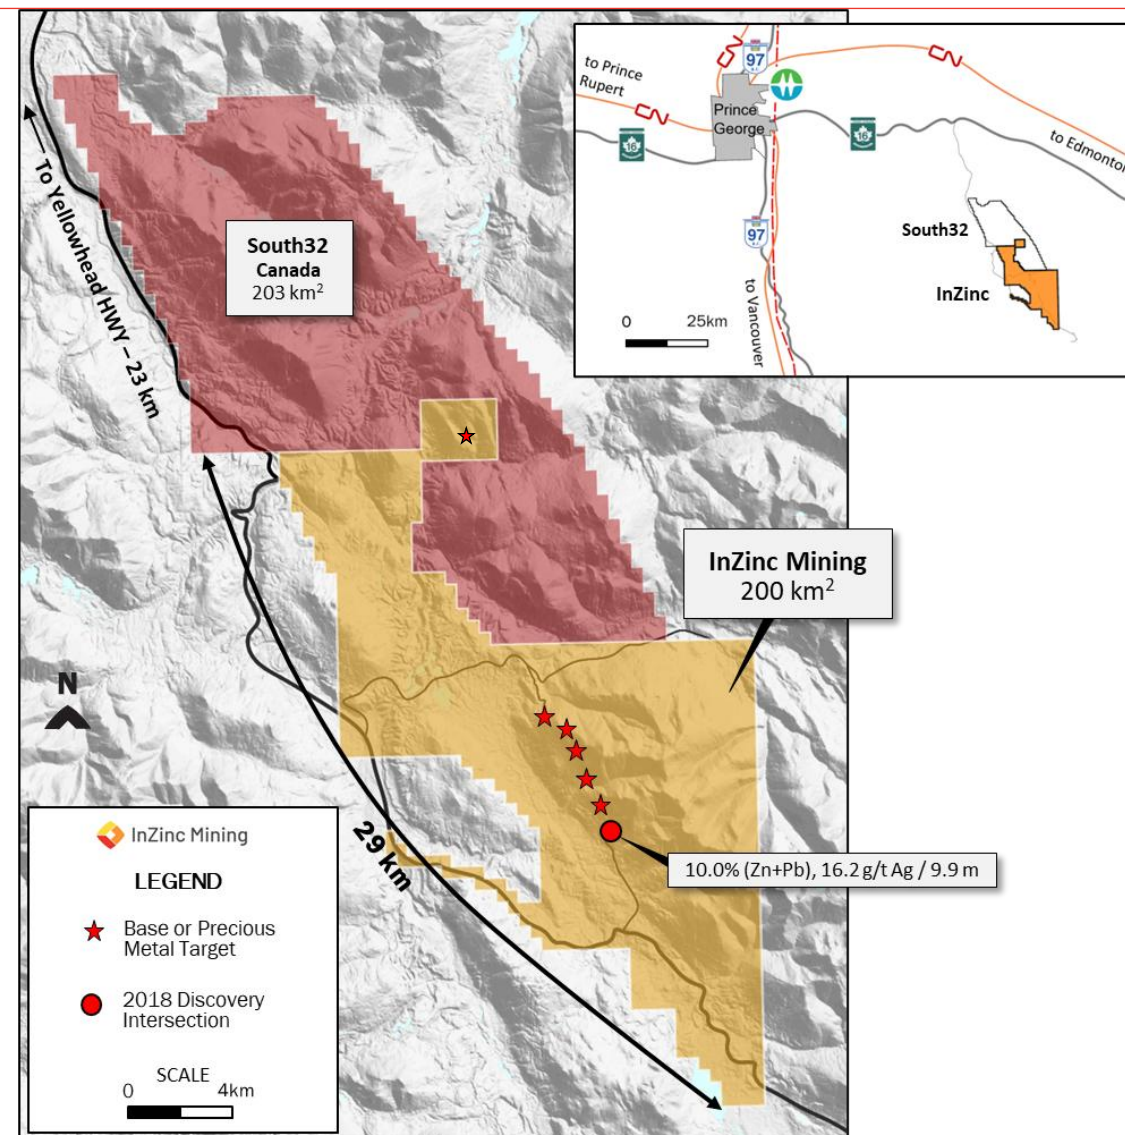 to Prince
Rupert
CN
97
CN
CN
Prince
George
16
16
to Edmonton
97
to Vancouver
South32
InZinc
0 25km
To Yellowhead HWY – 23 km
South32
Canada
203 km²
InZinc Mining
200 km²
N
29 km
10.0% (Zn+Pb), 16.2 g/t Ag / 9.9 m
InZinc Mining
LEGEND
Base or Precious
Metal Target
2018 Discovery
Intersection
SCALE
0 4km